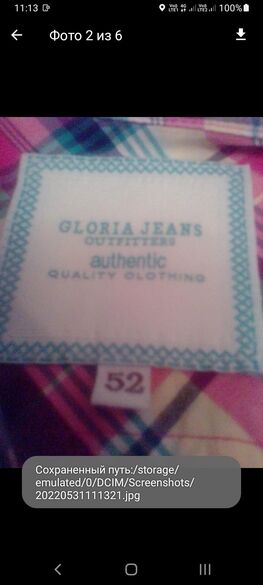 11:13
Фото 2 из 6
100%
GLORIA JEANS
OUTFITTERS
authentic
QUALITY CLOTHING
52
Сохраненный путь:/storage/
emulated/0/DCIM/Screenshots/
20220531111321.jpg